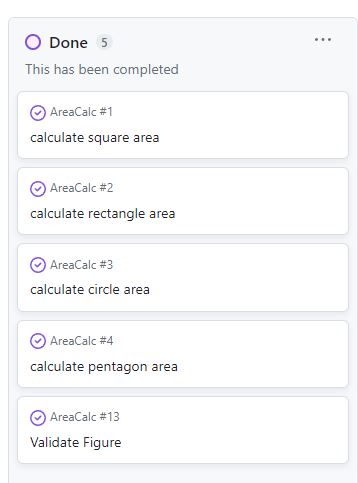 Done 5
This has been completed
AreaCalc #1
calculate square area
AreaCalc #2
calculate rectangle area
AreaCalc #3
calculate circle area
AreaCalc #4
calculate pentagon area
AreaCalc #13
Validate Figure